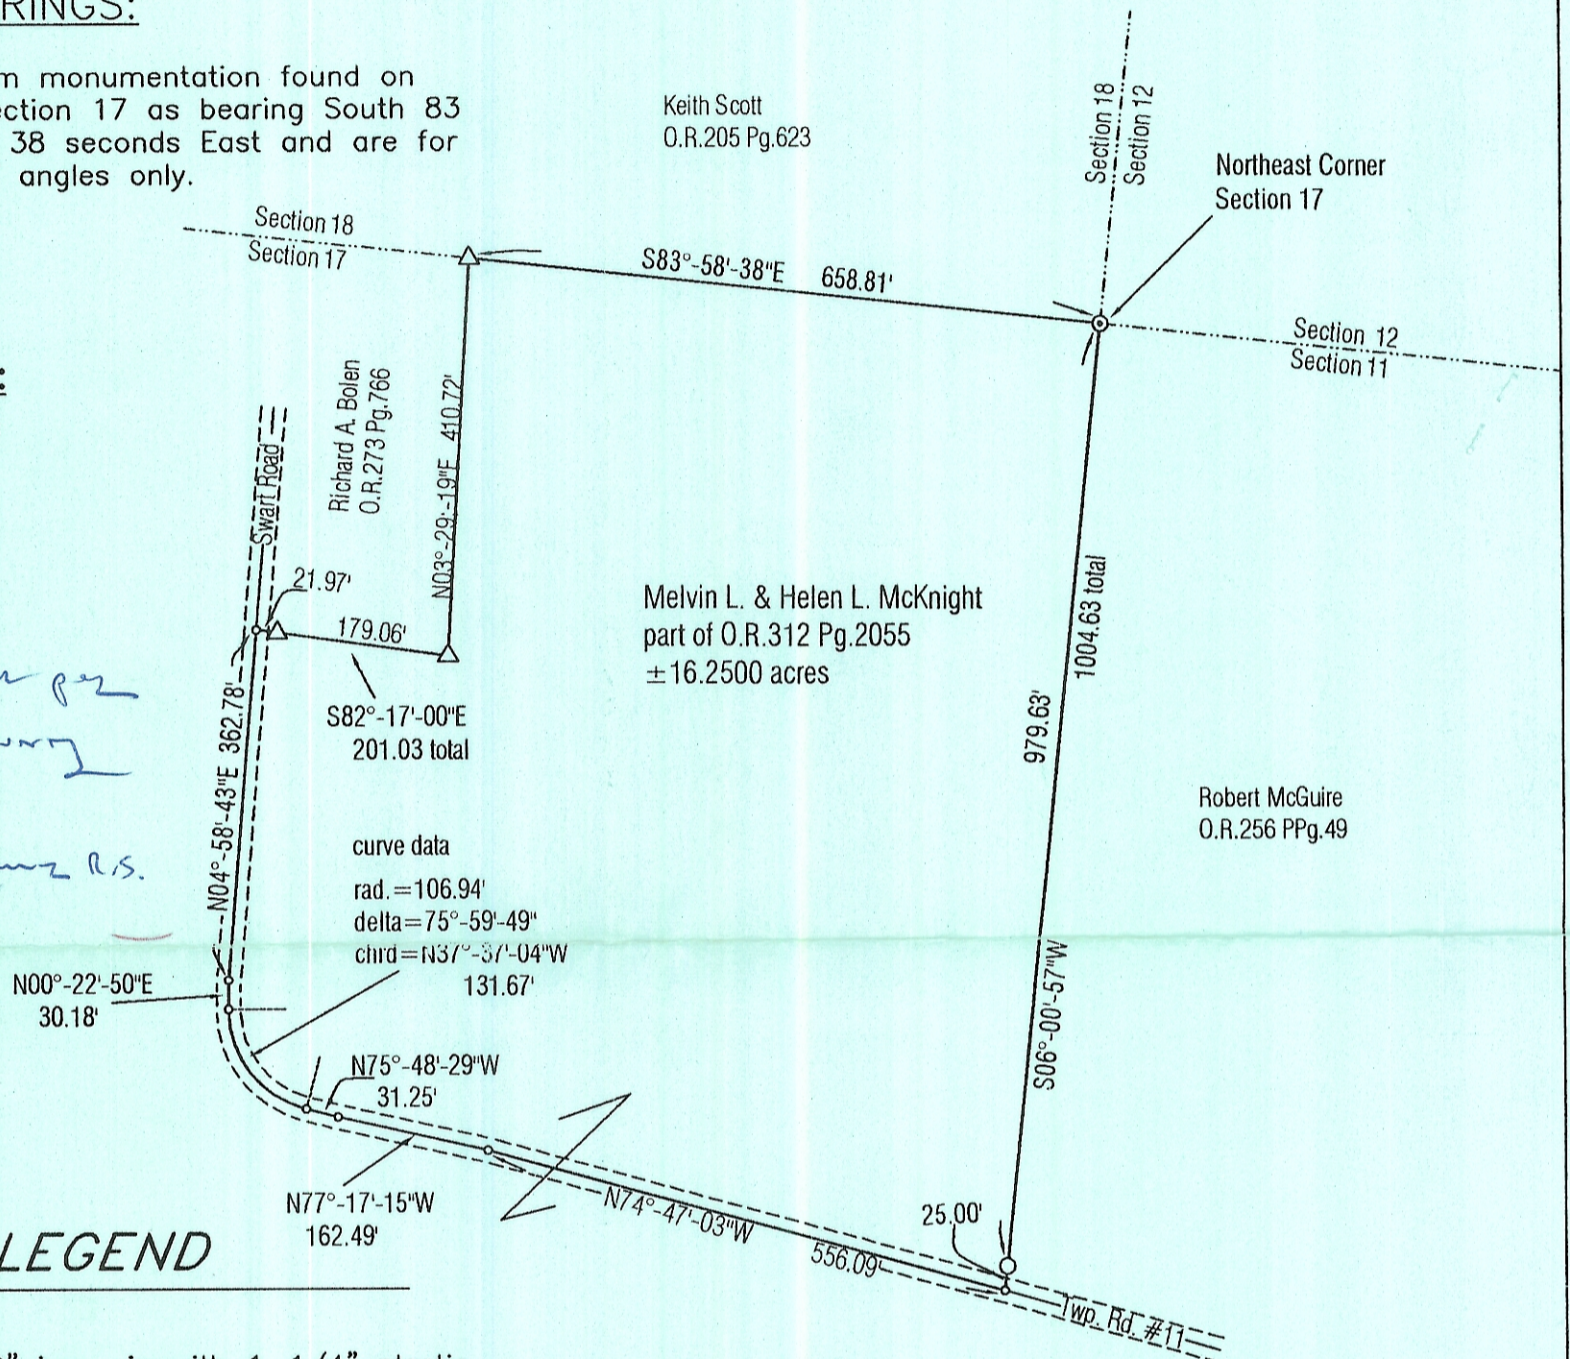 RINGS:
m monumentation found on
ection 17 as bearing South 83
38 seconds East and are for
angles only.
Keith Scott
O.R.205 Pg.623
Section 18
Section 12
Northeast Corner
Section 17
Section 18
Section 17
S83°-58'-38"E 658.81'
Section 12
Section 11
Richard A. Bolen
O.R.273 Pg.766
N03°-29'-19"E 410.72'
Swart Road
21.97'
179.06'
S82°-17'-00"E
201.03 total
Melvin L. & Helen L. McKnight
part of O.R.312 Pg.2055
±16.2500 acres
1004.63 total
979.63'
S06°-00'-57"W
Robert McGuire
O.R.256 PPg.49
per
R.S.
N04°-58'-43"E 362.78'
curve data
rad.=106.94'
delta=75°-59'-49"
chrd=N37°-37'-04"W
131.67'
N00°-22'-50"E
30.18'
N75°-48'-29"W
31.25'
N77°-17'-15"W
162.49'
N74°-47'-03"W
556.09'
25.00'
Twp. Rd. #11
LEGEND